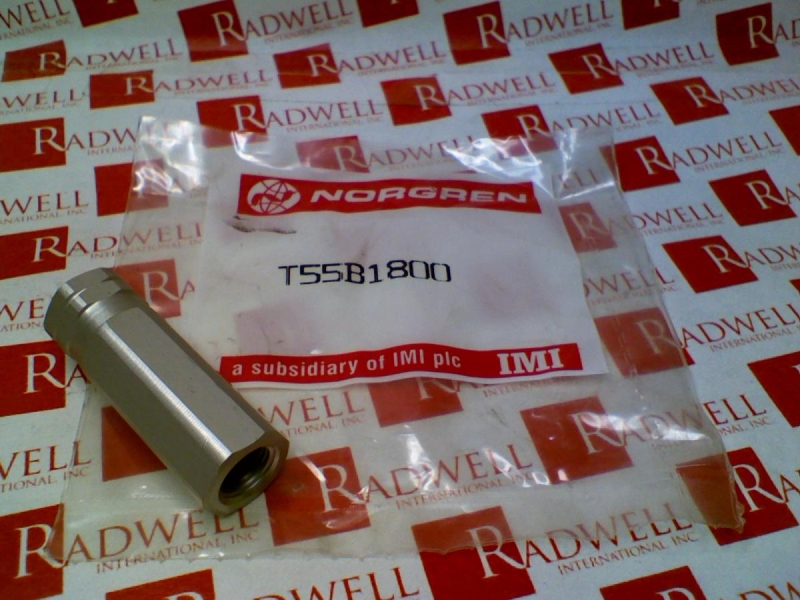 NORGREN
T55B1800
a subsidiary of IMI plc IMI
R RADWELL
INTERNATIONAL, INC